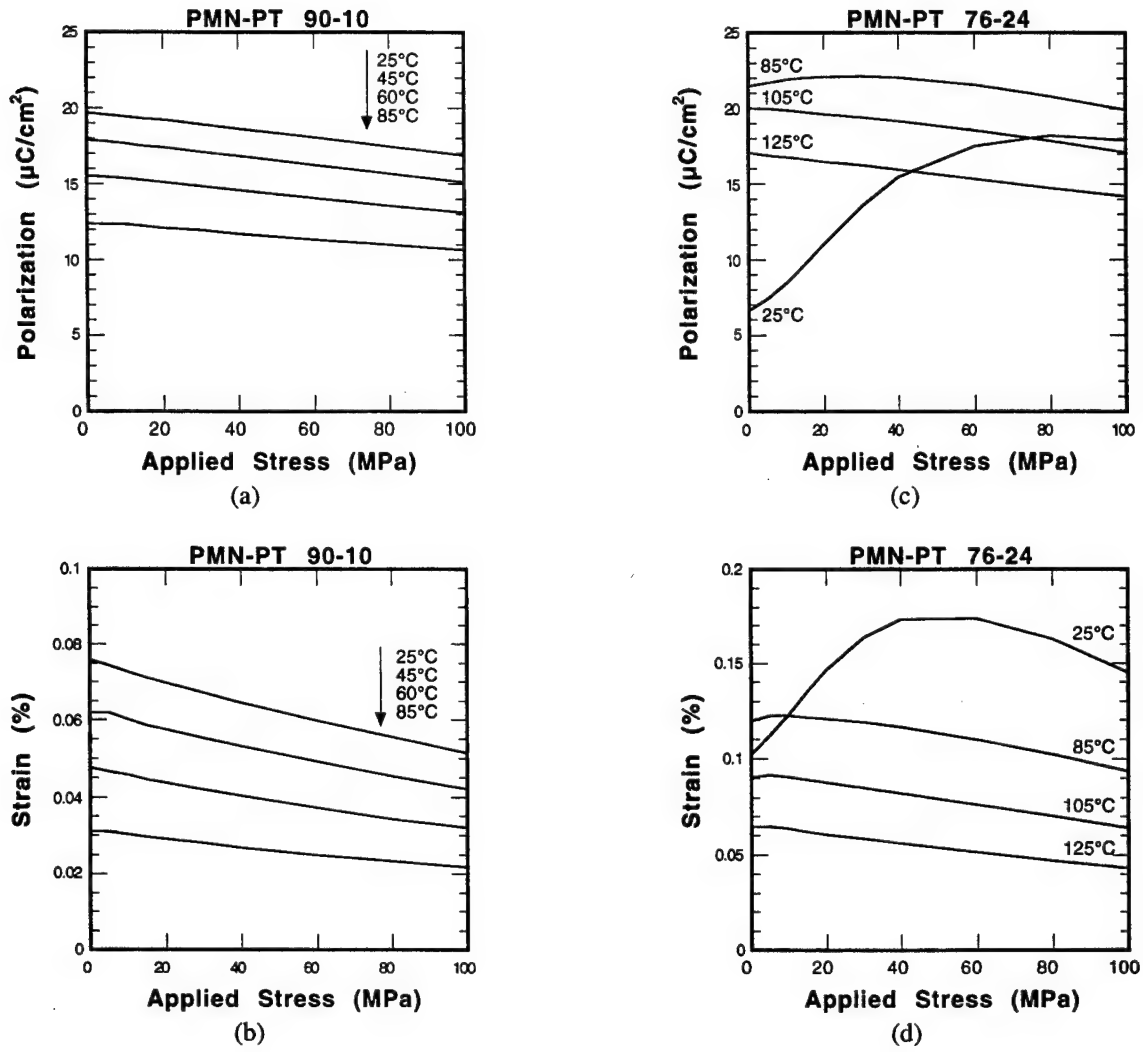 PMN-PT 90-10
25
20
15
10
5
0
0 20 40 60 80 100
Polarization (µC/cm²)
Applied Stress (MPa)
25°C
45°C
60°C
85°C
(a)
PMN-PT 76-24
25
20
15
10
5
0
0 20 40 60 80 100
Polarization (µC/cm²)
Applied Stress (MPa)
85°C
105°C
125°C
25°C
(c)
PMN-PT 90-10
0.1
0.08
0.06
0.04
0.02
0
0 20 40 60 80 100
Strain (%)
Applied Stress (MPa)
25°C
45°C
60°C
85°C
(b)
PMN-PT 76-24
0.2
0.15
0.1
0.05
0
0 20 40 60 80 100
Strain (%)
Applied Stress (MPa)
25°C
85°C
105°C
125°C
(d)